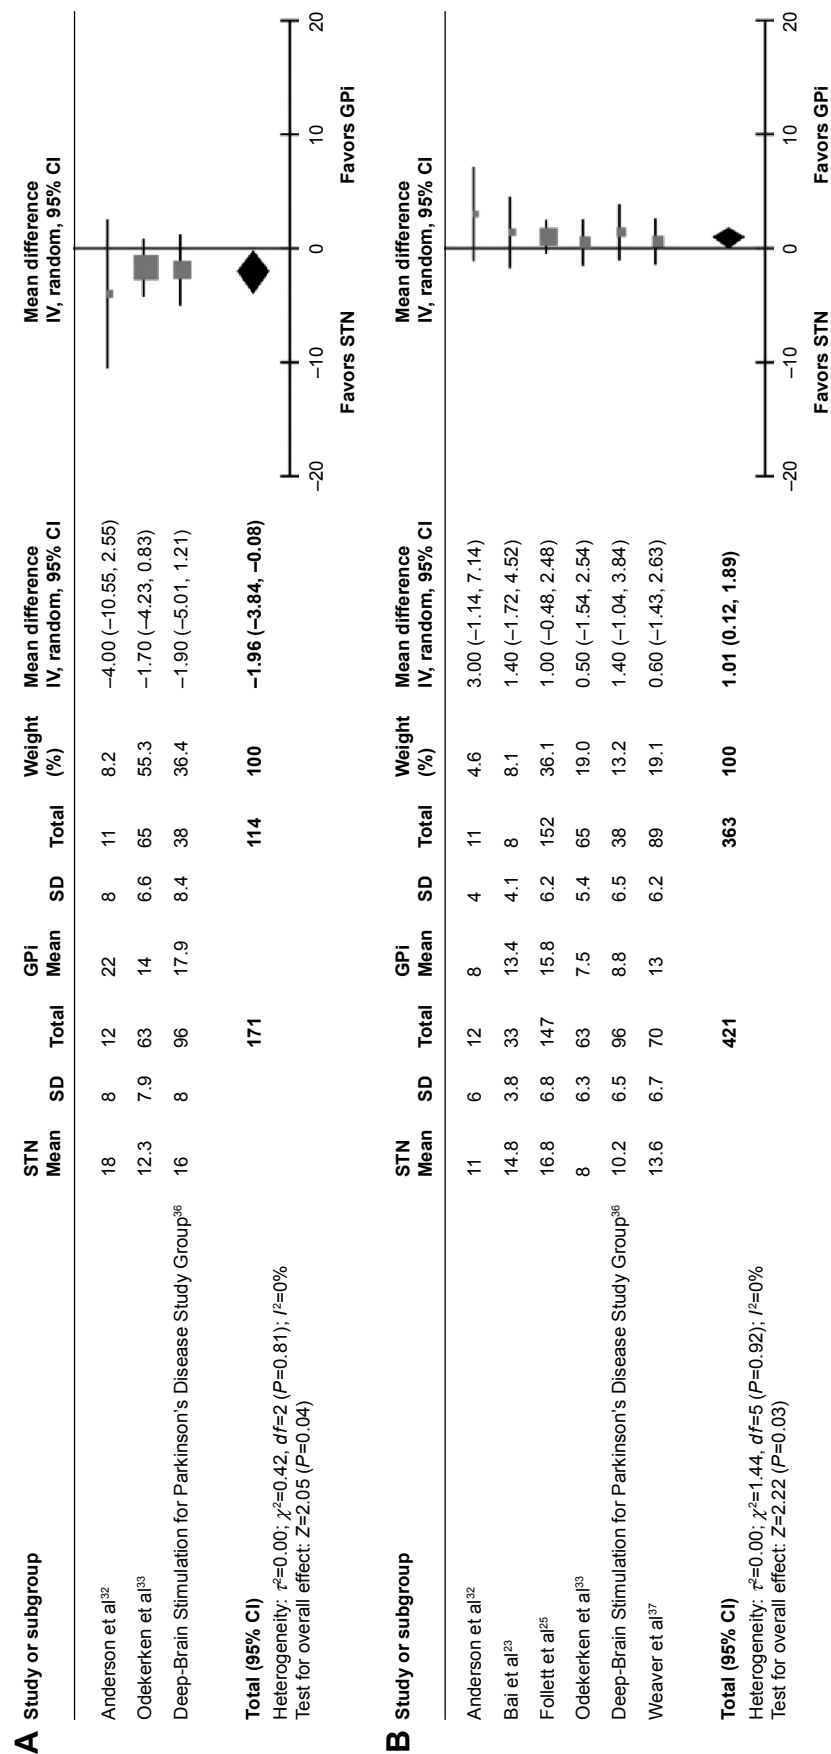 A
Study or subgroup STN Mean SD Total GPi Mean SD Total Weight (%) Mean difference IV, random, 95% CI Mean difference IV, random, 95% CI
Anderson et al32 18 8 12 22 8 11 8.2 –4.00 (–10.55, 2.55)
Odekerken et al33 12.3 7.9 63 14 6.6 65 55.3 –1.70 (–4.23, 0.83)
Deep-Brain Stimulation for Parkinson's Disease Study Group36 16 8 96 17.9 8.4 38 36.4 –1.90 (–5.01, 1.21)
Total (95% CI) 171 114 100 –1.96 (–3.84, –0.08)
Heterogeneity: τ²=0.00; χ²=0.42, df=2 (P=0.81); I²=0%
Test for overall effect: Z=2.05 (P=0.04)
–20 –10 0 10 20
Favors STN Favors GPi
B
Study or subgroup STN Mean SD Total GPi Mean SD Total Weight (%) Mean difference IV, random, 95% CI Mean difference IV, random, 95% CI
Anderson et al32 11 6 12 8 4 11 4.6 3.00 (–1.14, 7.14)
Bai et al23 14.8 3.8 33 13.4 4.1 8 8.1 1.40 (–1.72, 4.52)
Follett et al25 16.8 6.8 147 15.8 6.2 152 36.1 1.00 (–0.48, 2.48)
Odekerken et al33 8 6.3 63 7.5 5.4 65 19.0 0.50 (–1.54, 2.54)
Deep-Brain Stimulation for Parkinson's Disease Study Group36 10.2 6.5 96 8.8 6.5 38 13.2 1.40 (–1.04, 3.84)
Weaver et al37 13.6 6.7 70 13 6.2 89 19.1 0.60 (–1.43, 2.63)
Total (95% CI) 421 363 100 1.01 (0.12, 1.89)
Heterogeneity: τ²=0.00; χ²=1.44, df=5 (P=0.92); I²=0%
Test for overall effect: Z=2.22 (P=0.03)
–20 –10 0 10 20
Favors STN Favors GPi